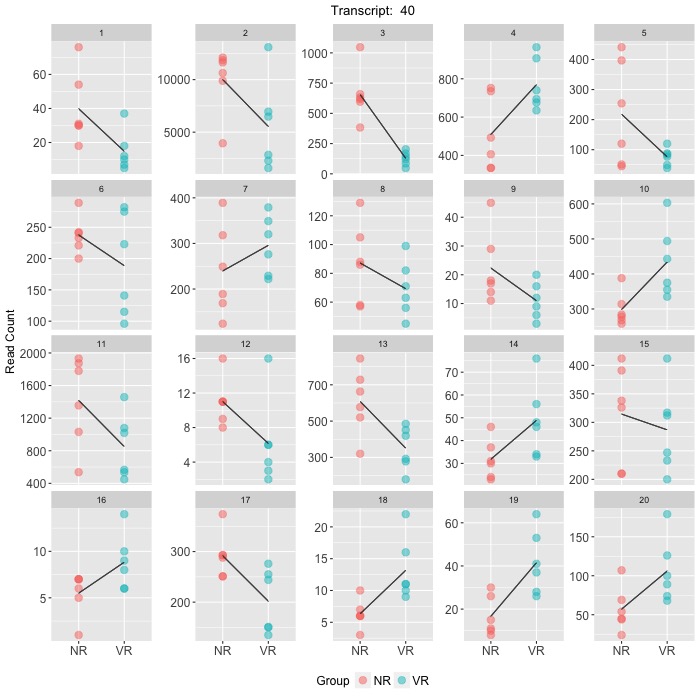 Transcript: 40
1 2 3 4 5
60 40 20
10000 5000
1000 750 500 250 0
800 600 400
400 300 200 100
6 7 8 9 10
250 200 150 100
400 300 200
120 100 80 60
40 30 20 10
600 500 400 300
Read Count
11 12 13 14 15
2000 1600 1200 800 400
16 12 8 4
700 500 300
70 60 50 40 30
400 350 300 250 200
16 17 18 19 20
10 5
300 200
20 15 10 5
60 40 20
150 100 50
NR VR NR VR NR VR NR VR NR VR
Group NR VR